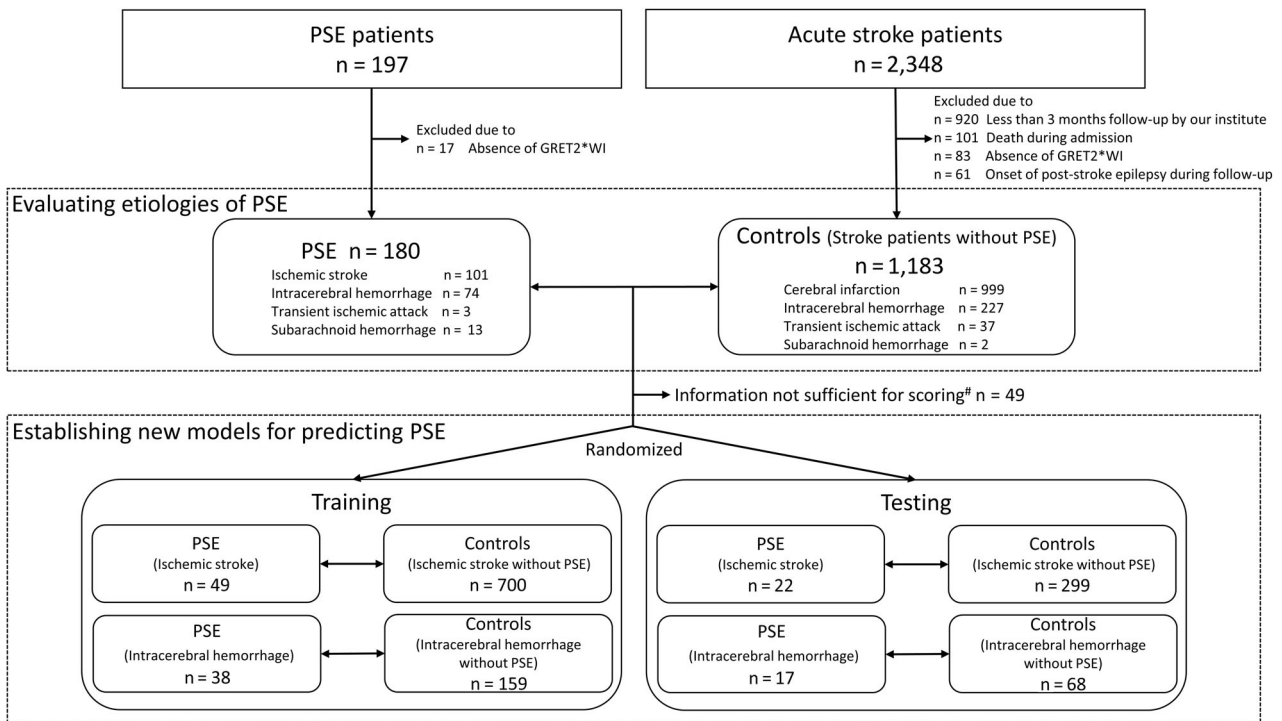 PSE patients
n = 197
Acute stroke patients
n = 2,348
Excluded due to
n = 17 Absence of GRET2*WI
Excluded due to
n = 920 Less than 3 months follow-up by our institute
n = 101 Death during admission
n = 83 Absence of GRET2*WI
n = 61 Onset of post-stroke epilepsy during follow-up
Evaluating etiologies of PSE
PSE n = 180
Ischemic stroke n = 101
Intracerebral hemorrhage n = 74
Transient ischemic attack n = 3
Subarachnoid hemorrhage n = 13
Controls (Stroke patients without PSE)
n = 1,183
Cerebral infarction n = 999
Intracerebral hemorrhage n = 227
Transient ischemic attack n = 37
Subarachnoid hemorrhage n = 2
Information not sufficient for scoring# n = 49
Establishing new models for predicting PSE
Randomized
Training
PSE
(Ischemic stroke)
n = 49
Controls
(Ischemic stroke without PSE)
n = 700
PSE
(Intracerebral hemorrhage)
n = 38
Controls
(Intracerebral hemorrhage
without PSE)
n = 159
Testing
PSE
(Ischemic stroke)
n = 22
Controls
(Ischemic stroke without PSE)
n = 299
PSE
(Intracerebral hemorrhage)
n = 17
Controls
(Intracerebral hemorrhage
without PSE)
n = 68